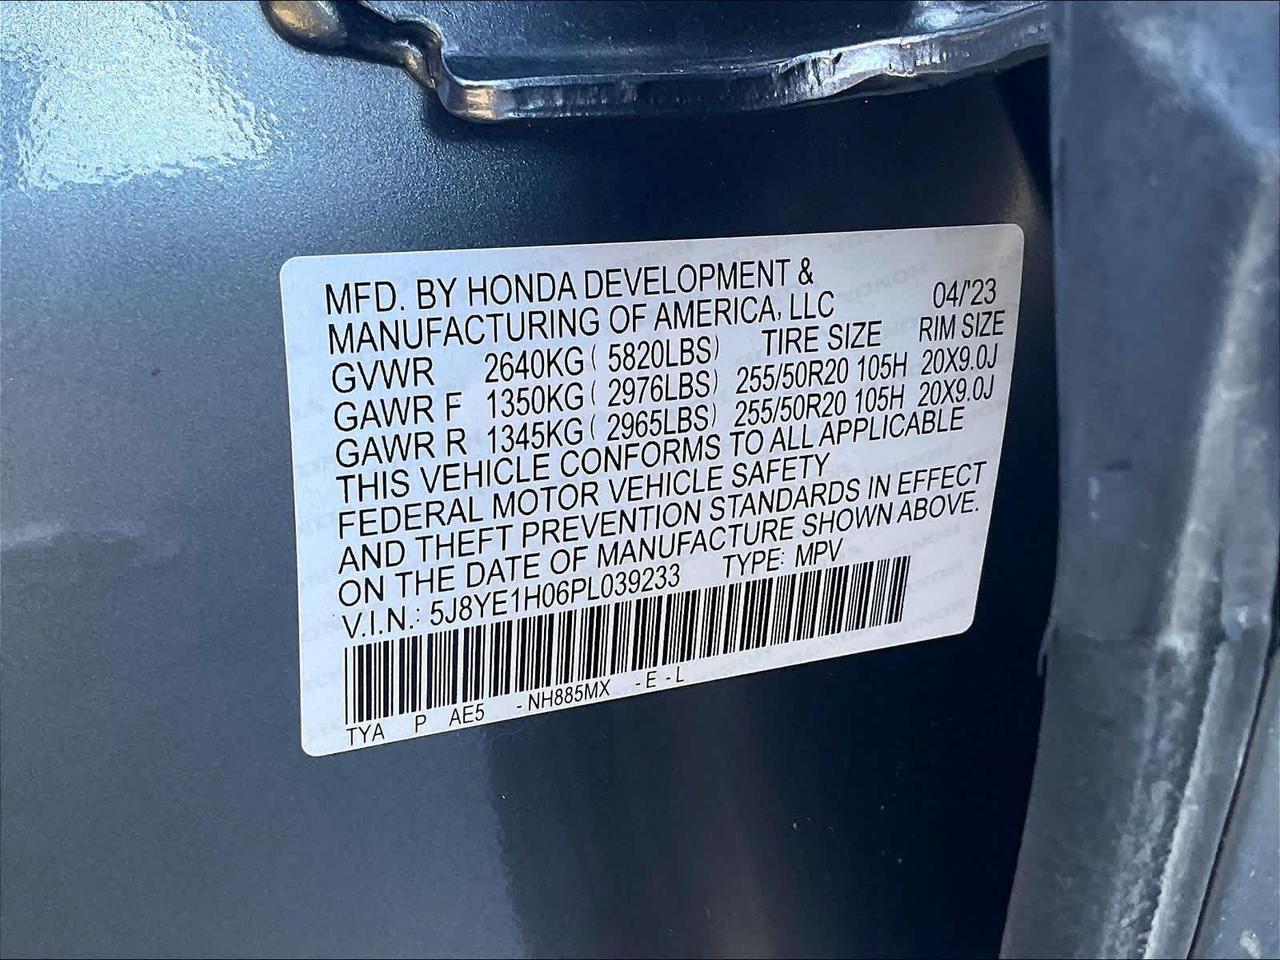 MFD. BY HONDA DEVELOPMENT &
MANUFACTURING OF AMERICA, LLC 04/'23
GVWR 2640KG ( 5820LBS) TIRE SIZE RIM SIZE
GAWR F 1350KG ( 2976LBS) 255/50R20 105H 20X9.0J
GAWR R 1345KG ( 2965LBS) 255/50R20 105H 20X9.0J
THIS VEHICLE CONFORMS TO ALL APPLICABLE
FEDERAL MOTOR VEHICLE SAFETY
AND THEFT PREVENTION STANDARDS IN EFFECT
ON THE DATE OF MANUFACTURE SHOWN ABOVE.
V.I.N.: 5J8YE1H06PL039233 TYPE: MPV
TYA P AE5 - NH885MX - E - L